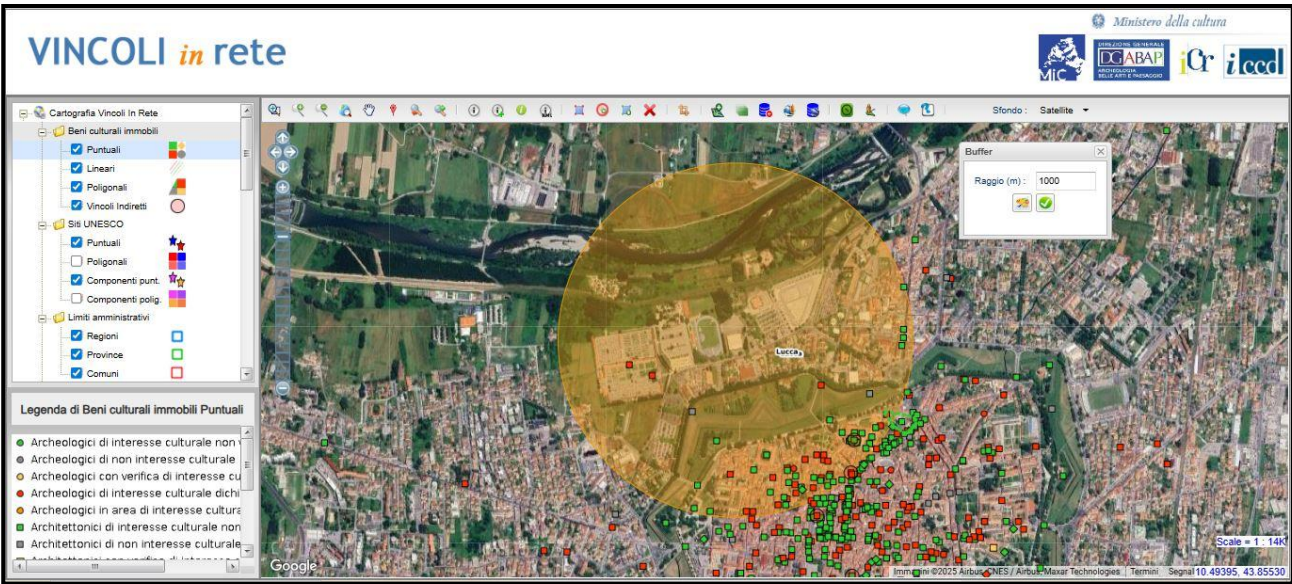 Ministero della cultura
VINCOLI in rete
MiC
DIREZIONE GENERALE
DGABAP
ARCHEOLOGIA
BELLE ARTI E PAESAGGIO
iCr
iccd
Cartografia Vincoli In Rete
Sfondo : Satellite
Beni culturali immobili
Puntuali
Lineari
Poligonali
Vincoli Indiretti
Siti UNESCO
Puntuali
Poligonali
Componenti punt.
Componenti polig.
Limiti amministrativi
Regioni
Province
Comuni
Buffer
Raggio (m) : 1000
Lucca
Legenda di Beni culturali immobili Puntuali
Archeologici di interesse culturale non
Archeologici di non interesse culturale
Archeologici con verifica di interesse cu
Archeologici di interesse culturale dichi
Archeologici in area di interesse cultura
Architettonici di interesse culturale non
Architettonici di non interesse culturale
Scale = 1 : 14K
Google
Immagini ©2025 Airbus, CNES / Airbus, Maxar Technologies Termini Segnal 10.49395, 43.85530